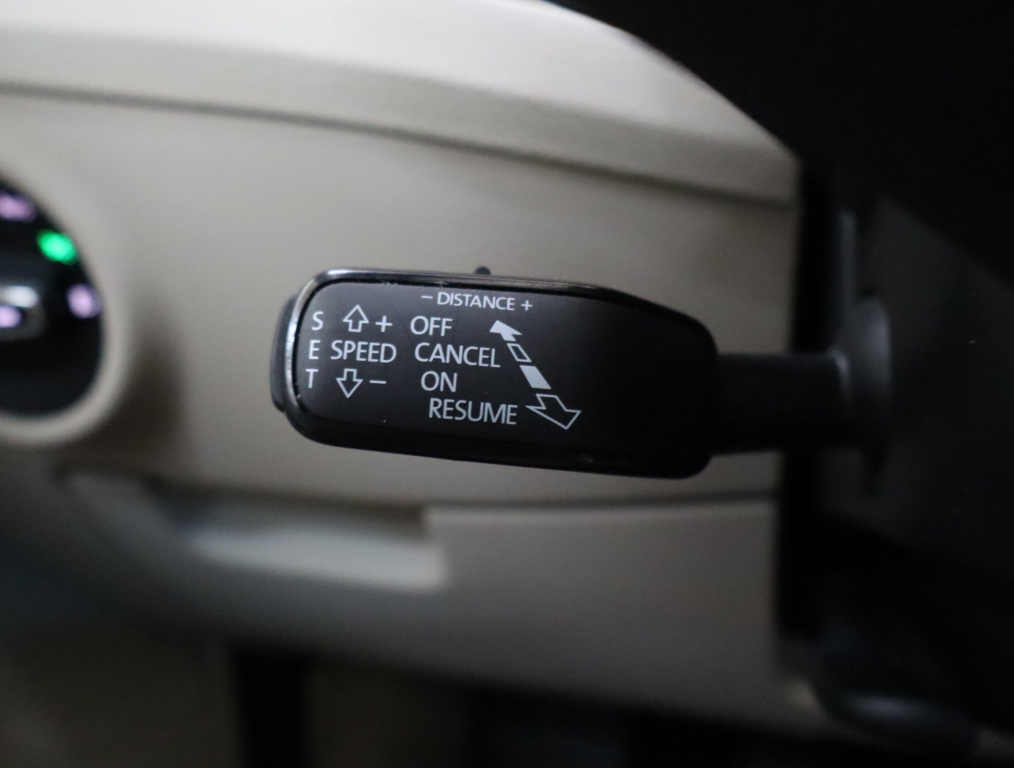 - DISTANCE +
S + OFF
E SPEED CANCEL
T - ON
RESUME